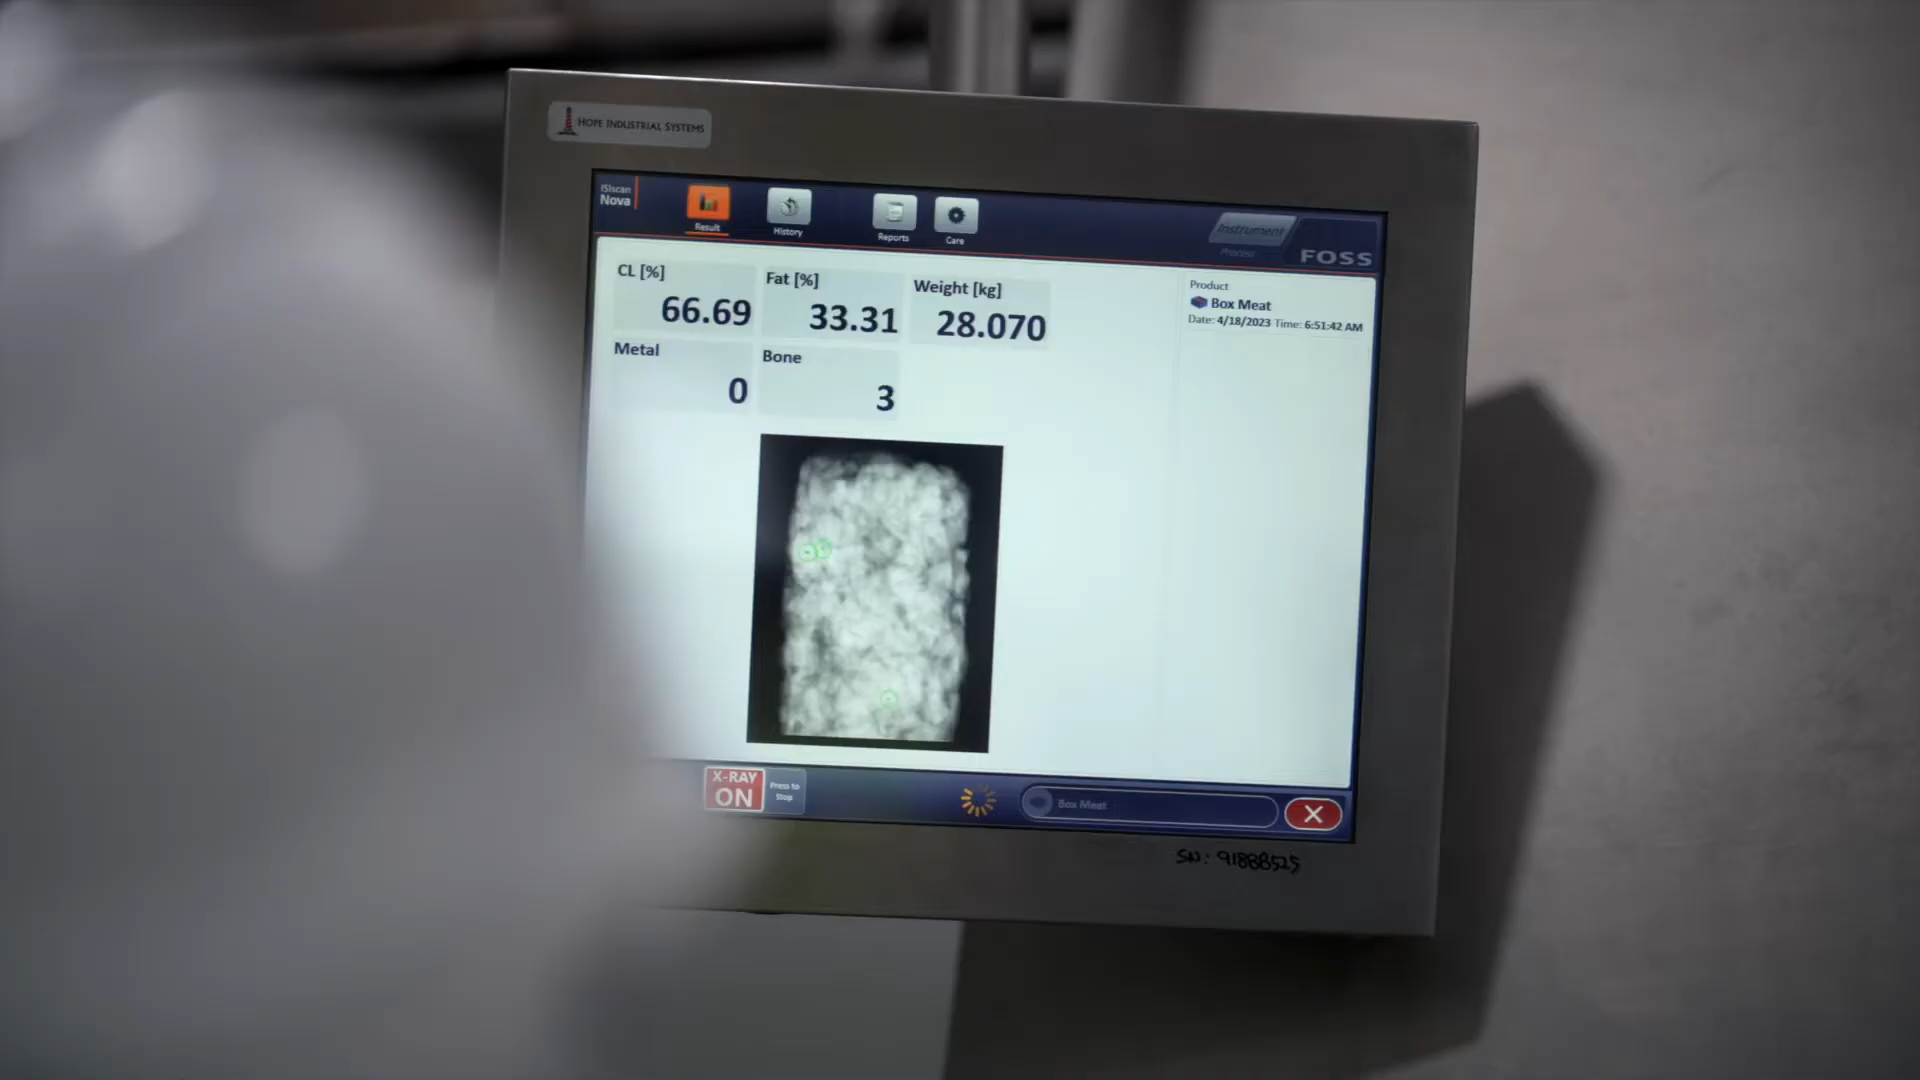 HOPE INDUSTRIAL SYSTEMS
ISIscan
Nova
Result
History
Reports
Care
Instrument
Process
FOSS
CL [%]
66.69
Fat [%]
33.31
Weight [kg]
28.070
Metal
0
Bone
3
Product
Box Meat
Date: 4/18/2023 Time: 6:51:42 AM
X-RAY
ON
Press to
Stop
Box Meat
SN: 91888525